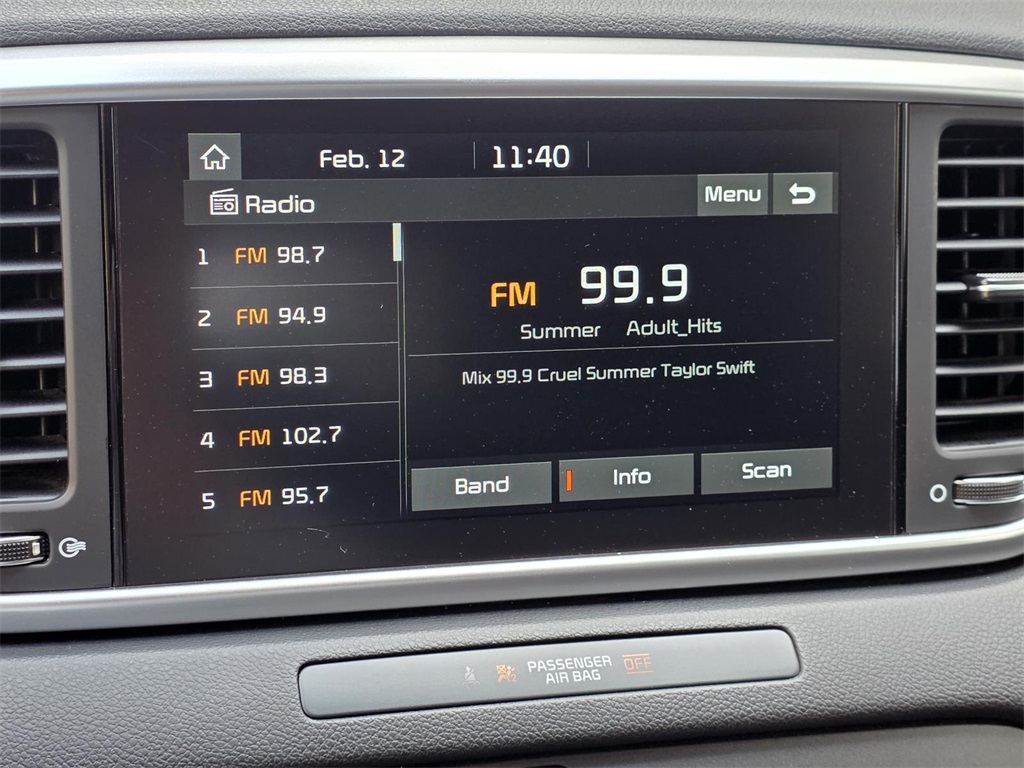 Feb. 12 11:40
Radio Menu
1 FM 98.7
2 FM 94.9
3 FM 98.3
4 FM 102.7
5 FM 95.7
FM 99.9
Summer Adult_Hits
Mix 99.9 Cruel Summer Taylor Swift
Band Info Scan
PASSENGER
AIR BAG
OFF